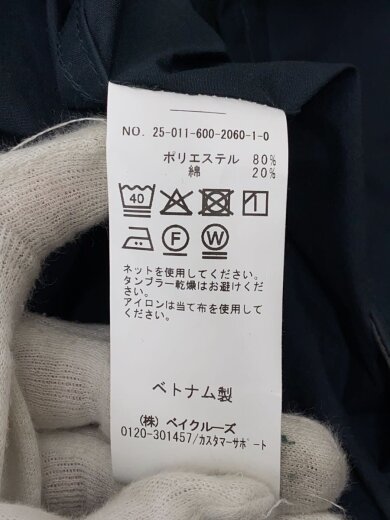 NO. 25-011-600-2060-1-0
ポリエステル 80%
綿 20%
40
F W
ネットを使用してください。
タンブラー乾燥はお避けくだ
さい。
アイロンは当て布を使用して
ください。
ベトナム製
(株) ベイクルーズ
0120-301457/カスタマーサポート